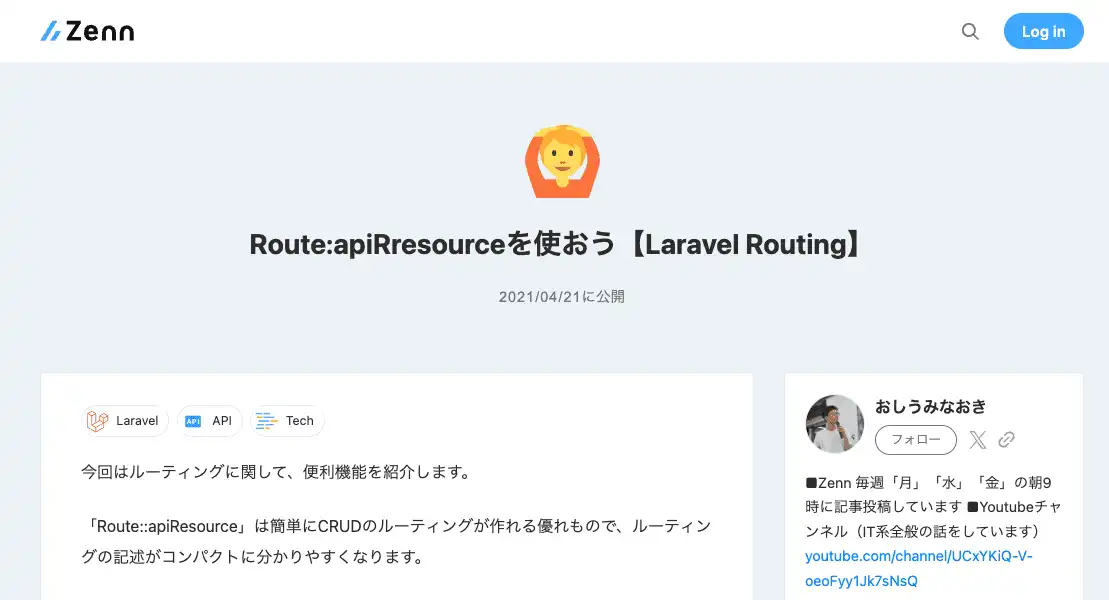 Zenn
Log in
Route:apiRresourceを使おう【Laravel Routing】
2021/04/21に公開
Laravel
API
API
Tech
今回はルーティングに関して、便利機能を紹介します。
「Route::apiResource」は簡単にCRUDのルーティングが作れる優れもので、ルーティン
グの記述がコンパクトに分かりやすくなります。
おしうみなおき
フォロー
■Zenn 毎週「月」「水」「金」の朝9
時に記事投稿しています ■Youtubeチャ
ンネル（IT系全般の話をしています）
youtube.com/channel/UCxYKiQ-V-
oeoFyy1Jk7sNsQ